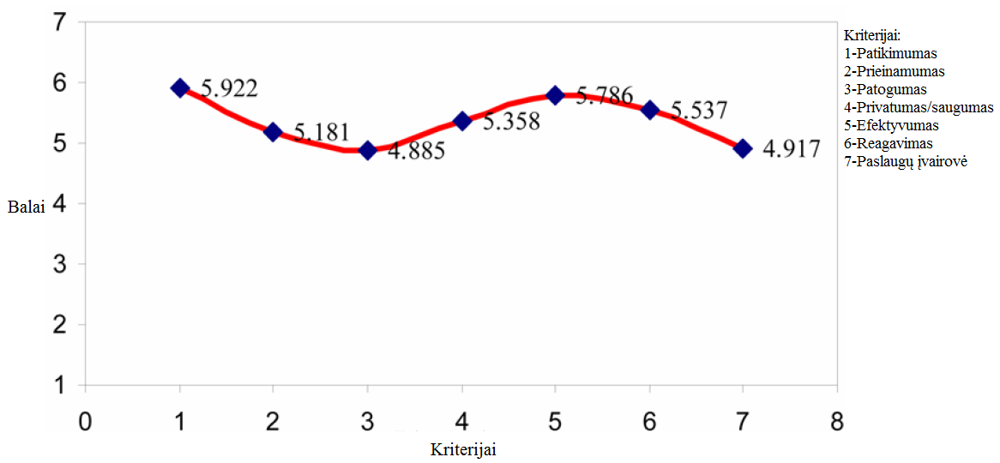 7
6
5
4
3
2
1
Balai
5.922
5.181
4.885
5.358
5.786
5.537
4.917
0 1 2 3 4 5 6 7 8
Kriterijai
Kriterijai:
1-Patikimumas
2-Prieinamumas
3-Patogumas
4-Privatumas/saugumas
5-Efektyvumas
6-Reagavimas
7-Paslaugų įvairovė